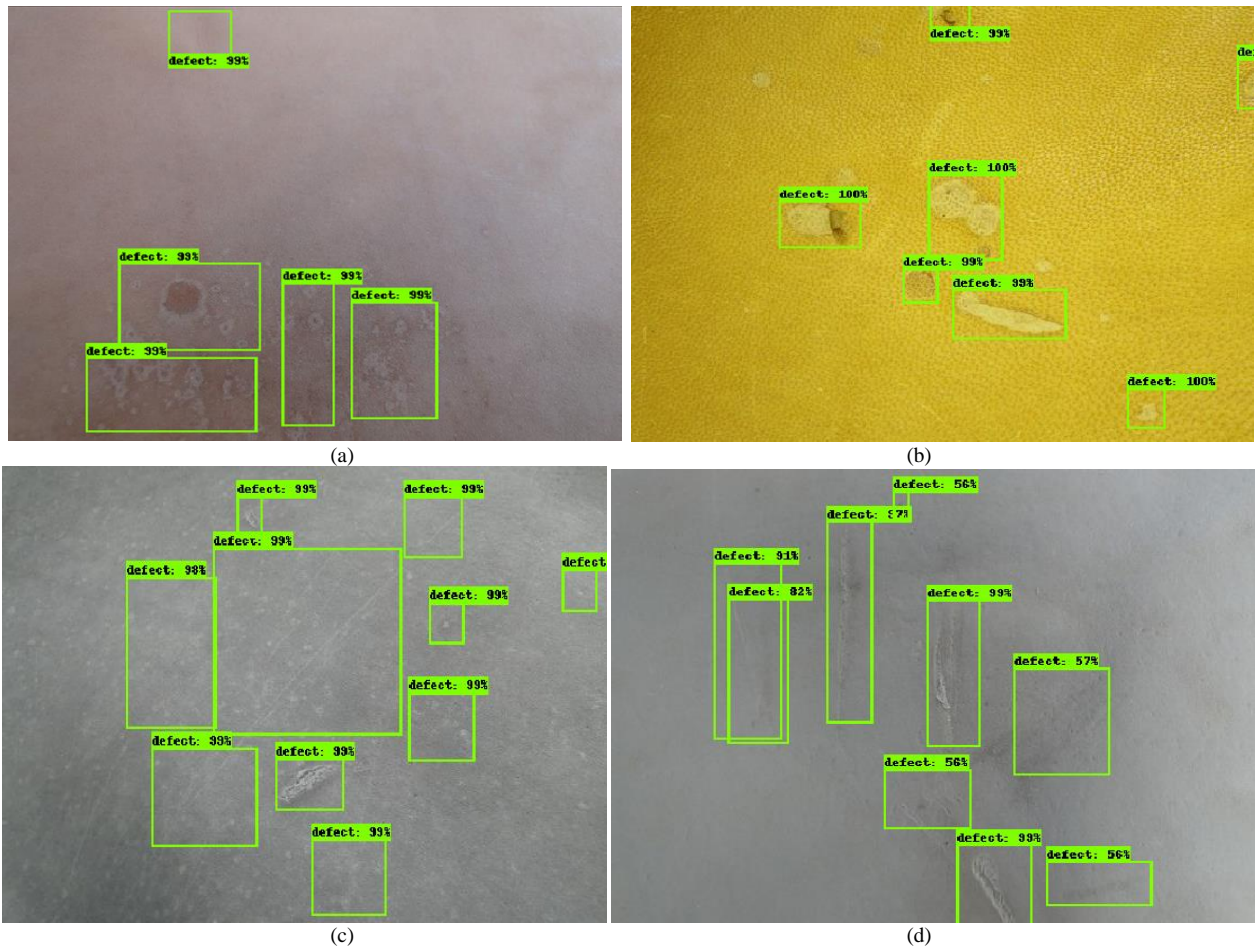 defect: 99%
defect: 99%
defect: 99%
defect: 99%
defect: 99%
(a)
defect: 99%
de
defect: 100%
defect: 100%
defect: 99%
defect: 99%
defect: 100%
(b)
defect: 99%
defect: 99%
defect: 99%
defect: 98%
defect
defect: 99%
defect: 99%
defect: 99%
defect: 99%
defect: 99%
(c)
defect: 56%
defect: 87%
defect: 91%
defect: 82%
defect: 99%
defect: 57%
defect: 56%
defect: 99%
defect: 56%
(d)